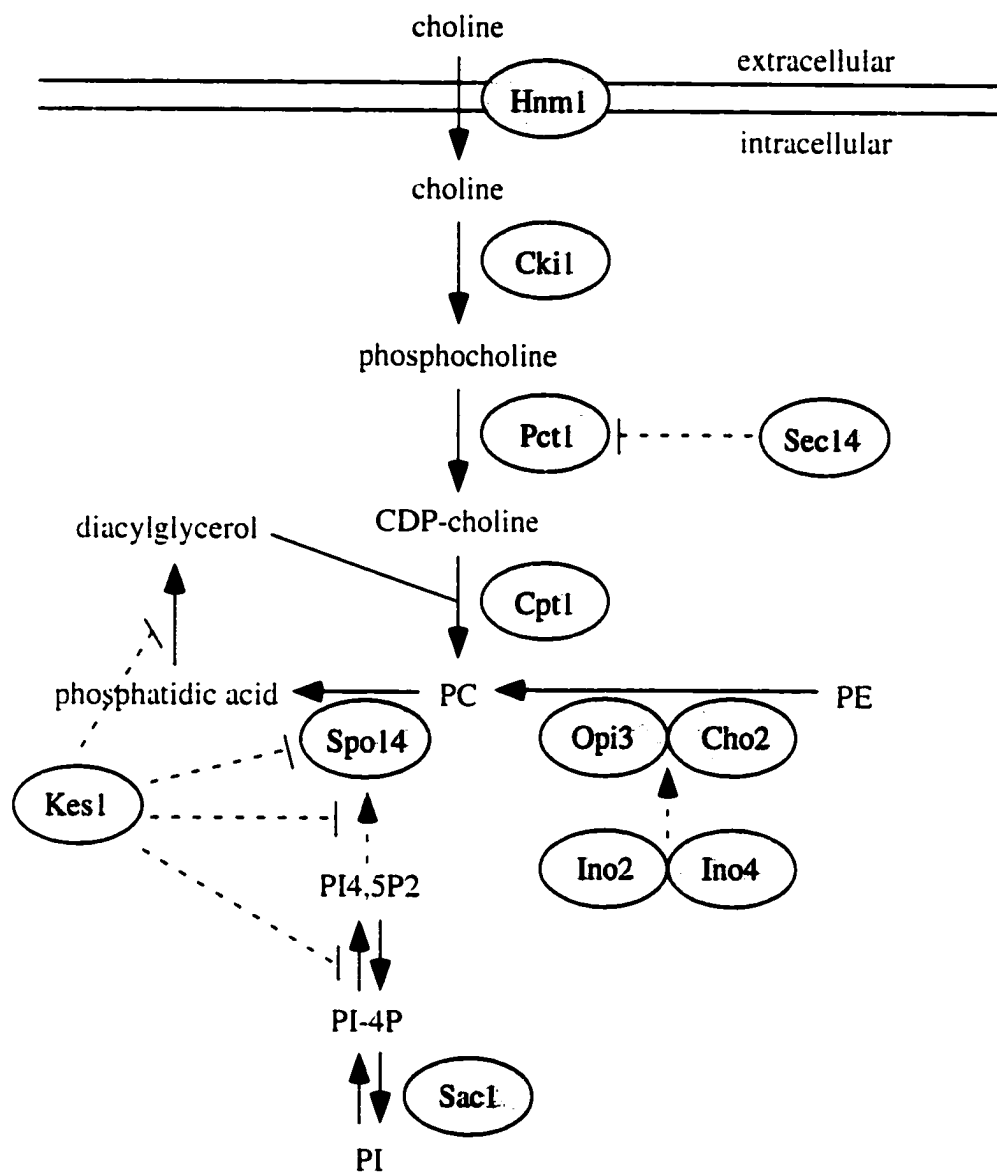 choline
extracellular
Hnm1
intracellular
choline
Cki1
phosphocholine
Pct1
Sec14
CDP-choline
diacylglycerol
Cpt1
phosphatidic acid
PC
PE
Spo14
Opi3
Cho2
Kes1
Ino2
Ino4
PI4,5P2
PI-4P
Sac1
PI